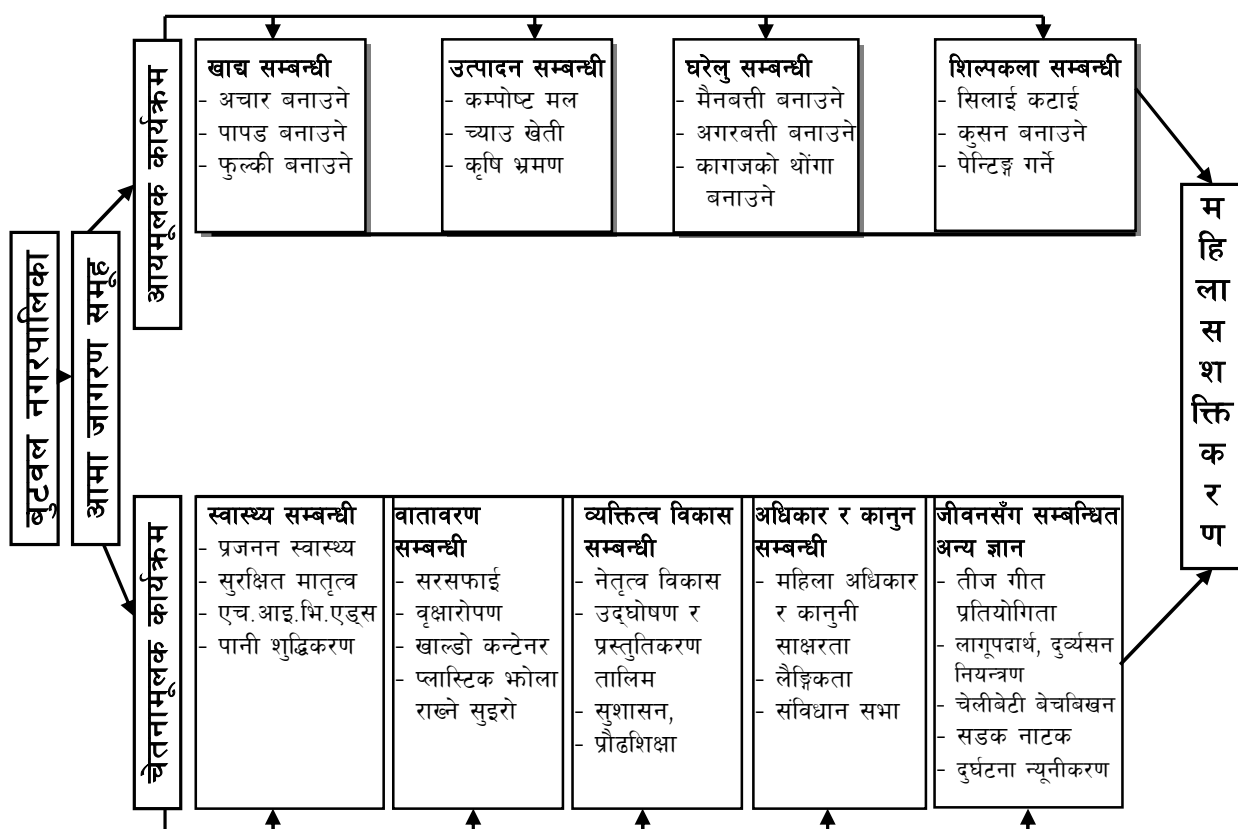 बुटवल नगरपालिका
आमा जागरण समूह
आयमूलक कार्यक्रम
खाद्य सम्बन्धी
- अचार बनाउने
- पापड बनाउने
- फुल्की बनाउने
उत्पादन सम्बन्धी
- कम्पोष्ट मल
- च्याउ खेती
- कृषि भ्रमण
घरेलु सम्बन्धी
- मैनबत्ती बनाउने
- अगरबत्ती बनाउने
- कागजको थोंगा
बनाउने
शिल्पकला सम्बन्धी
- सिलाई कटाई
- कुसन बनाउने
- पेन्टिङ्ग गर्ने
चेतनामूलक कार्यक्रम
स्वास्थ्य सम्बन्धी
- प्रजनन स्वास्थ्य
- सुरक्षित मातृत्व
- एच.आइ.भि.एड्स
- पानी शुद्धिकरण
वातावरण
सम्बन्धी
- सरसफाई
- वृक्षारोपण
- खाल्डो कन्टेनर
- प्लास्टिक झोला
राख्ने सुइरो
व्यक्तित्व विकास
सम्बन्धी
- नेतृत्व विकास
- उद्घोषण र
प्रस्तुतिकरण
तालिम
- सुशासन,
- प्रौढशिक्षा
अधिकार र कानुन
सम्बन्धी
- महिला अधिकार
र कानुनी
साक्षरता
- लैङ्गिकता
- संविधान सभा
जीवनसँग सम्बन्धित
अन्य ज्ञान
- तीज गीत
प्रतियोगिता
- लागूपदार्थ, दुर्व्यसन
नियन्त्रण
- चेलीबेटी बेचबिखन
- सडक नाटक
- दुर्घटना न्यूनीकरण
महिला सशक्तिकरण